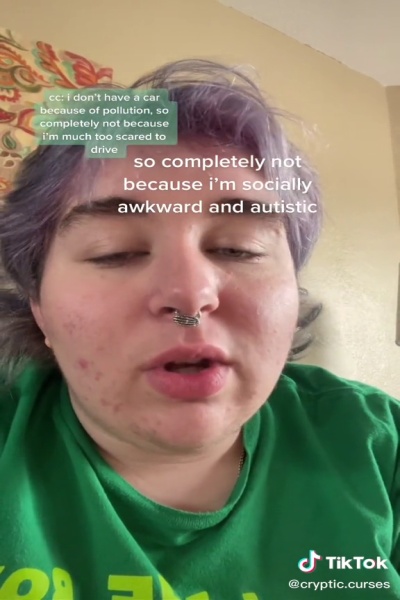 cc: i don't have a car
because of pollution, so
completely not because
i'm much too scared to
drive
so completely not
because i'm socially
awkward and autistic
TikTok
@cryptic.curses